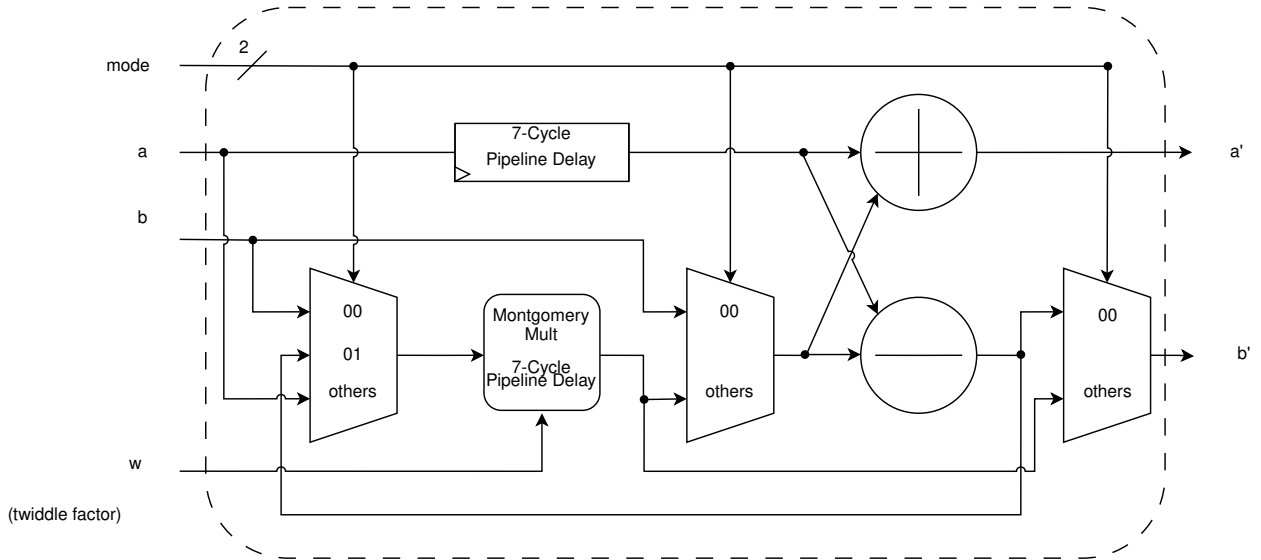 2
mode
7-Cycle
Pipeline Delay
a
a'
b
00
01
others
Montgomery
Mult
7-Cycle
Pipeline Delay
00
others
00
others
b'
w
(twiddle factor)